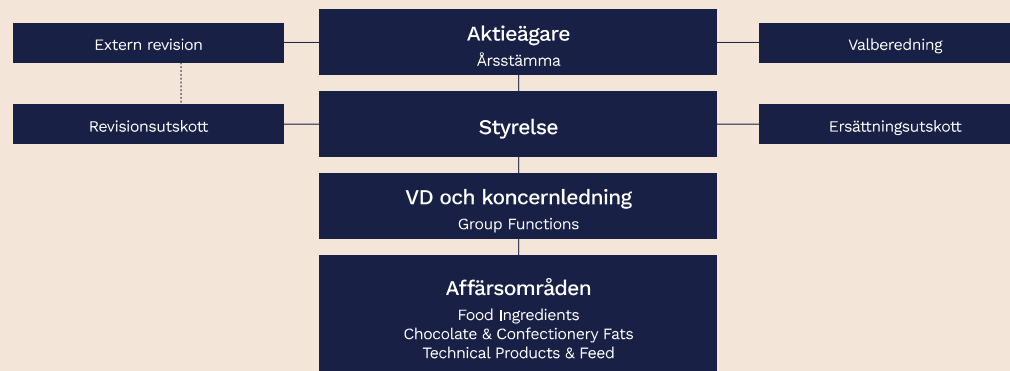 Extern revision
Aktieägare
Årsstämma
Valberedning
Revisionsutskott
Styrelse
Ersättningsutskott
VD och koncernledning
Group Functions
Affärsområden
Food Ingredients
Chocolate & Confectionery Fats
Technical Products & Feed